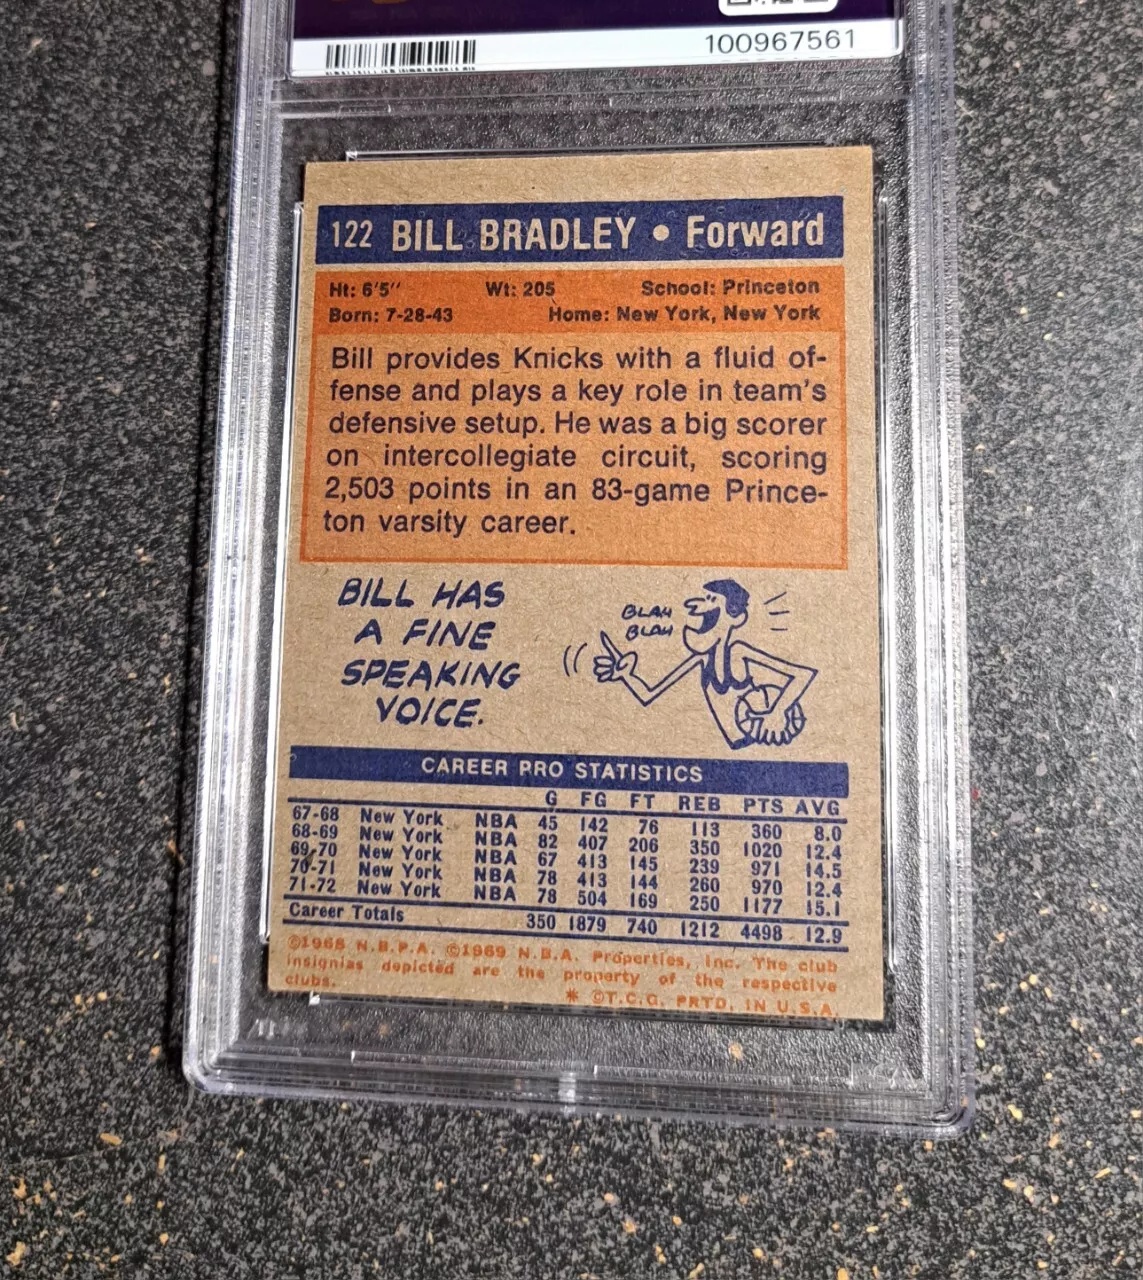 100967561
122 BILL BRADLEY • Forward
Ht: 6'5" Wt: 205 School: Princeton
Born: 7-28-43 Home: New York, New York
Bill provides Knicks with a fluid of-
fense and plays a key role in team's
defensive setup. He was a big scorer
on intercollegiate circuit, scoring
2,503 points in an 83-game Prince-
ton varsity career.
BILL HAS
A FINE
SPEAKING
VOICE.
BLAH
BLAH
CAREER PRO STATISTICS
G FG FT REB PTS AVG
67-68 New York NBA 45 142 76 113 360 8.0
68-69 New York NBA 82 407 206 350 1020 12.4
69-70 New York NBA 67 413 145 239 971 14.5
70-71 New York NBA 78 413 144 260 970 12.4
71-72 New York NBA 78 504 169 250 1177 15.1
Career Totals 350 1879 740 1212 4498 12.9
©1968 N.B.P.A. ©1969 N.B.A. Properties, Inc. The club
insignias depicted are the property of the respective
clubs.
* ©T.C.G. PRTD. IN U.S.A.